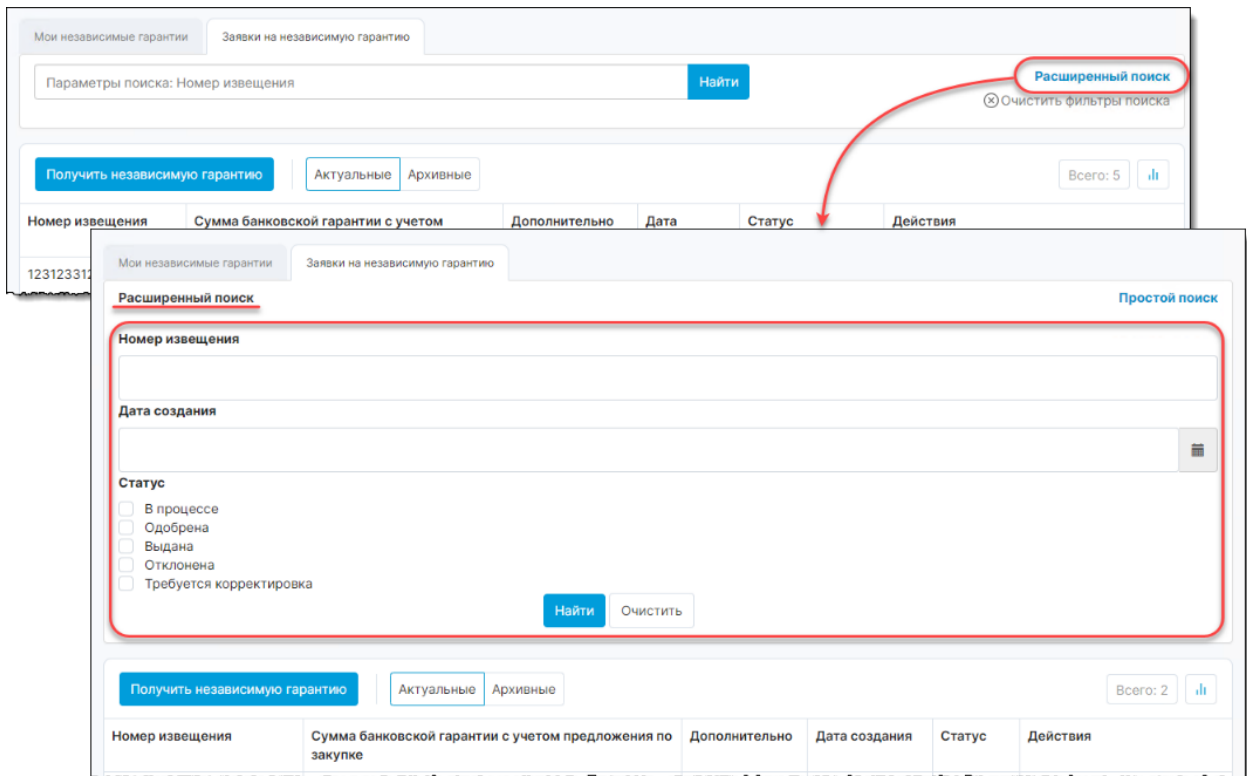 Мои независимые гарантии
Заявки на независимую гарантию
Параметры поиска: Номер извещения
Найти
Расширенный поиск
Очистить фильтры поиска
Получить независимую гарантию
Актуальные
Архивные
Всего: 5
Номер извещения
Сумма банковской гарантии с учетом
Дополнительно
Дата
Статус
Действия
12312331
Мои независимые гарантии
Заявки на независимую гарантию
Расширенный поиск
Простой поиск
Номер извещения
Дата создания
Статус
В процессе
Одобрена
Выдана
Отклонена
Требуется корректировка
Найти
Очистить
Получить независимую гарантию
Актуальные
Архивные
Всего: 2
Номер извещения
Сумма банковской гарантии с учетом предложения по
закупке
Дополнительно
Дата создания
Статус
Действия